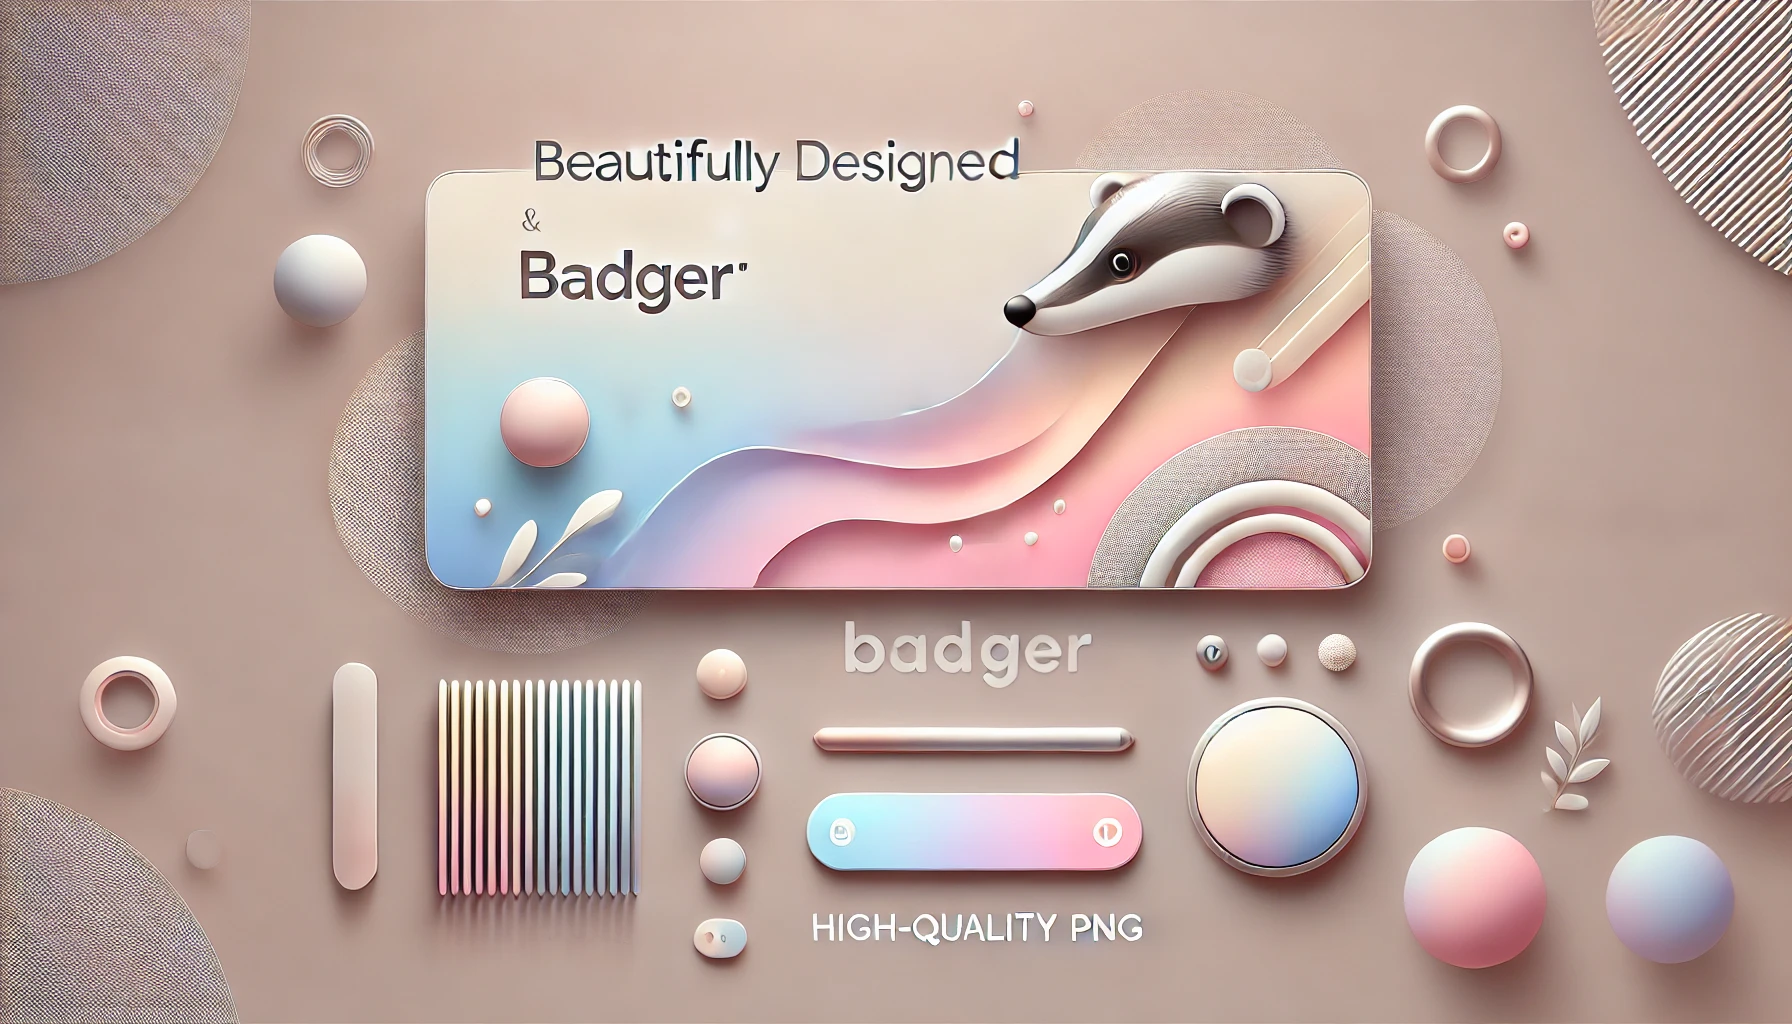 Beautifully Designed
&
Badger
badger
HIGH-QUALITY PNG